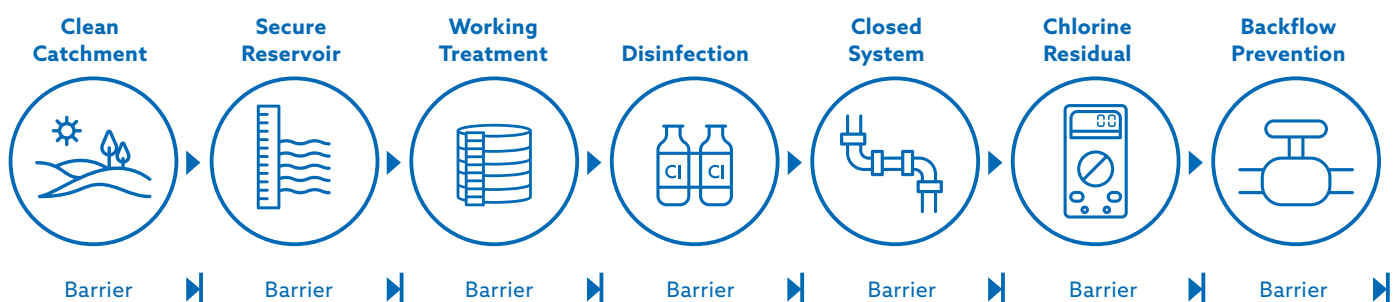 Clean
Catchment
Secure
Reservoir
Working
Treatment
Disinfection
Closed
System
Chlorine
Residual
Backflow
Prevention
Cl Cl
00
Barrier Barrier Barrier Barrier Barrier Barrier Barrier